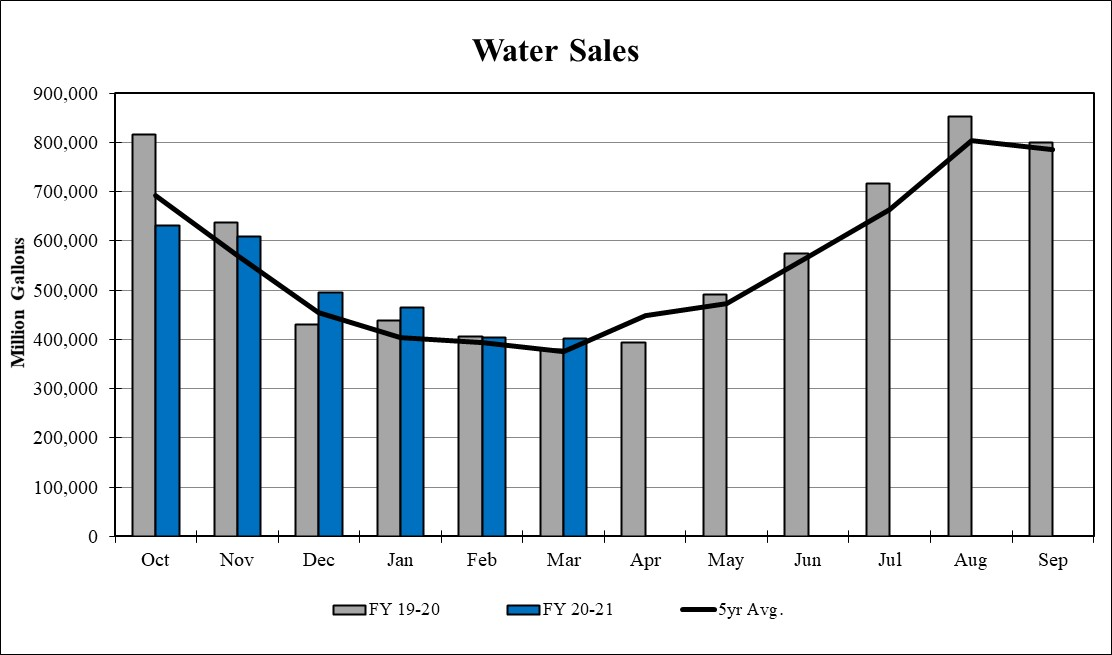 Water Sales
900,000
800,000
700,000
600,000
500,000
400,000
300,000
200,000
100,000
0
Million Gallons
Oct Nov Dec Jan Feb Mar Apr May Jun Jul Aug Sep
FY 19-20 FY 20-21 5yr Avg.